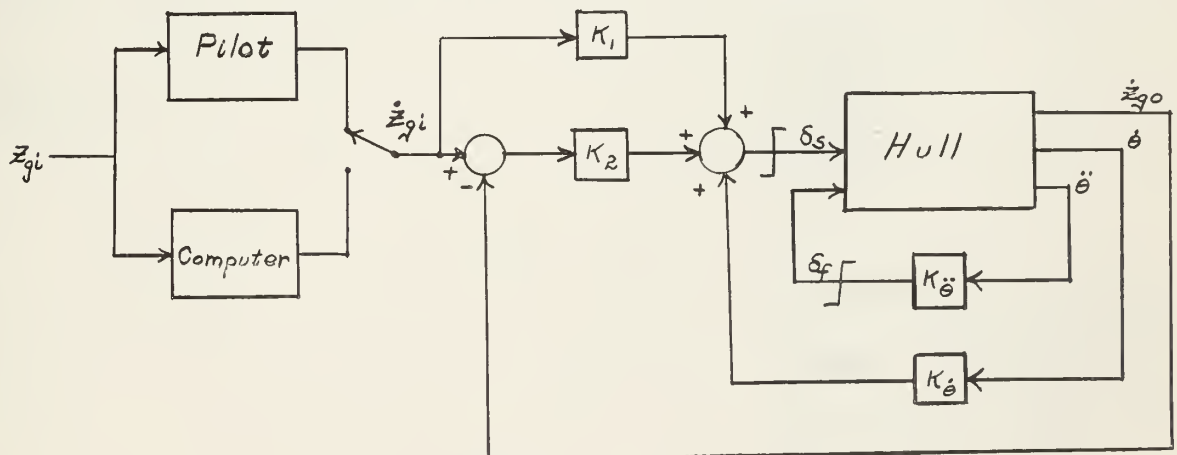 Pilot
K₁
+
ż_go
ż_gi
z_gi
+
-
K₂
+
+
δ_s
Hull
θ̇
θ̈
Computer
δ_f
K_θ̈
K_θ̇